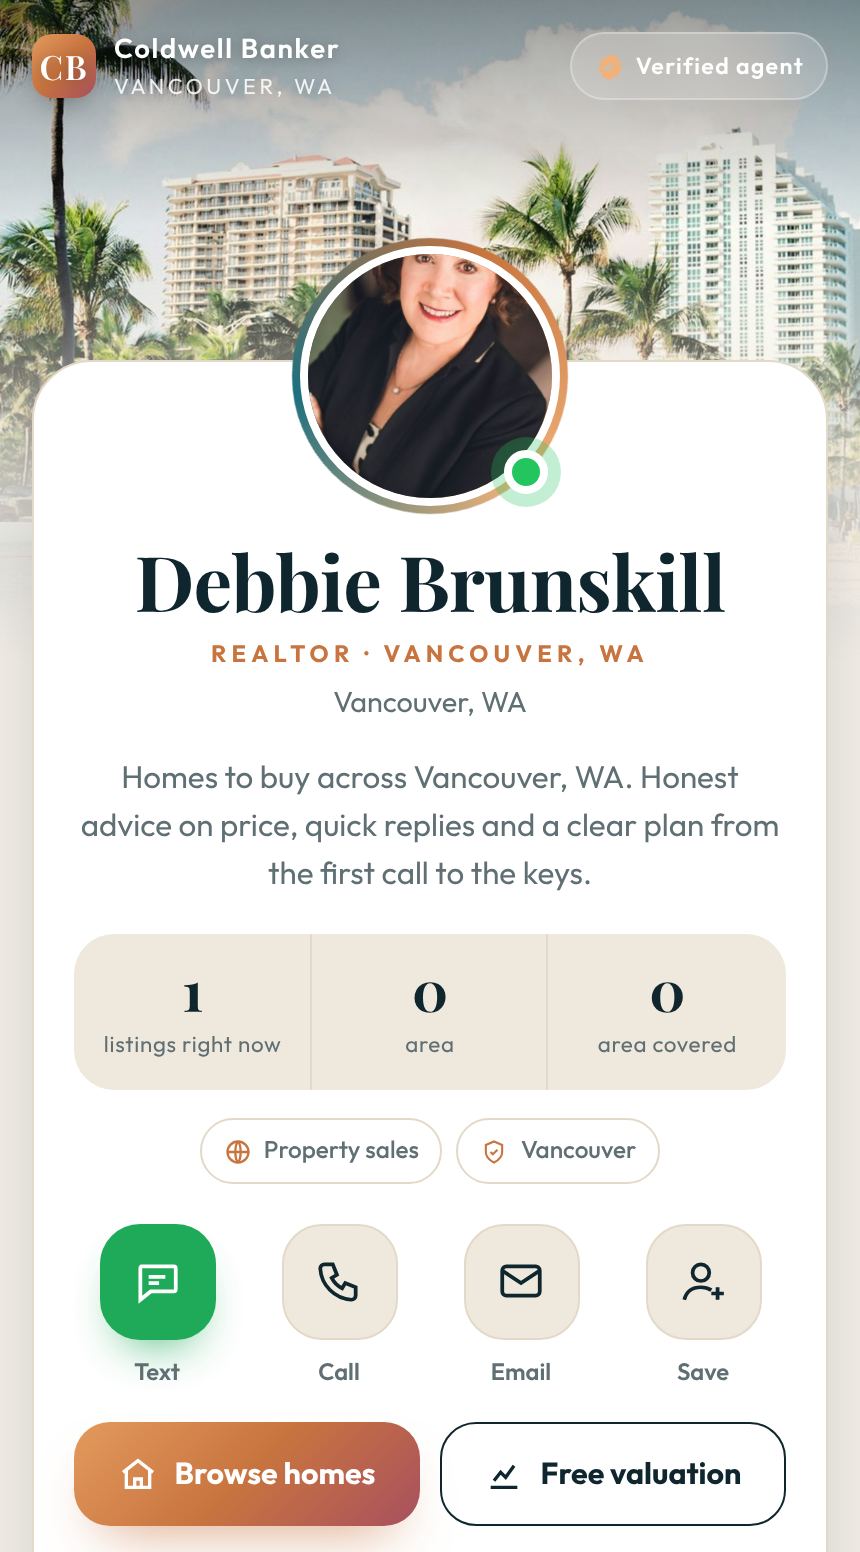 CB
Coldwell Banker
VANCOUVER, WA
Verified agent
Debbie Brunskill
REALTOR · VANCOUVER, WA
Vancouver, WA
Homes to buy across Vancouver, WA. Honest
advice on price, quick replies and a clear plan from
the first call to the keys.
1
listings right now
0
area
0
area covered
Property sales
Vancouver
Text
Call
Email
Save
Browse homes
Free valuation